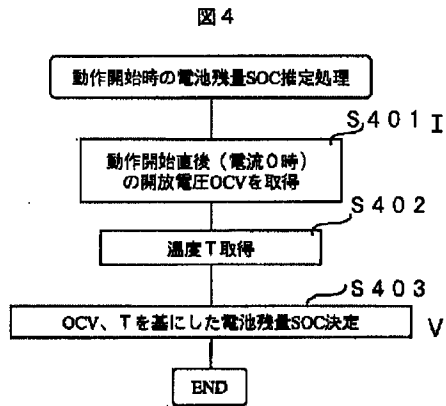 図4
動作開始時の電池残量SOC推定処理
S401 I
動作開始直後(電流0時)
の開放電圧OCVを取得
S402
温度T取得
S403
OCV、Tを基にした電池残量SOC決定 V
END